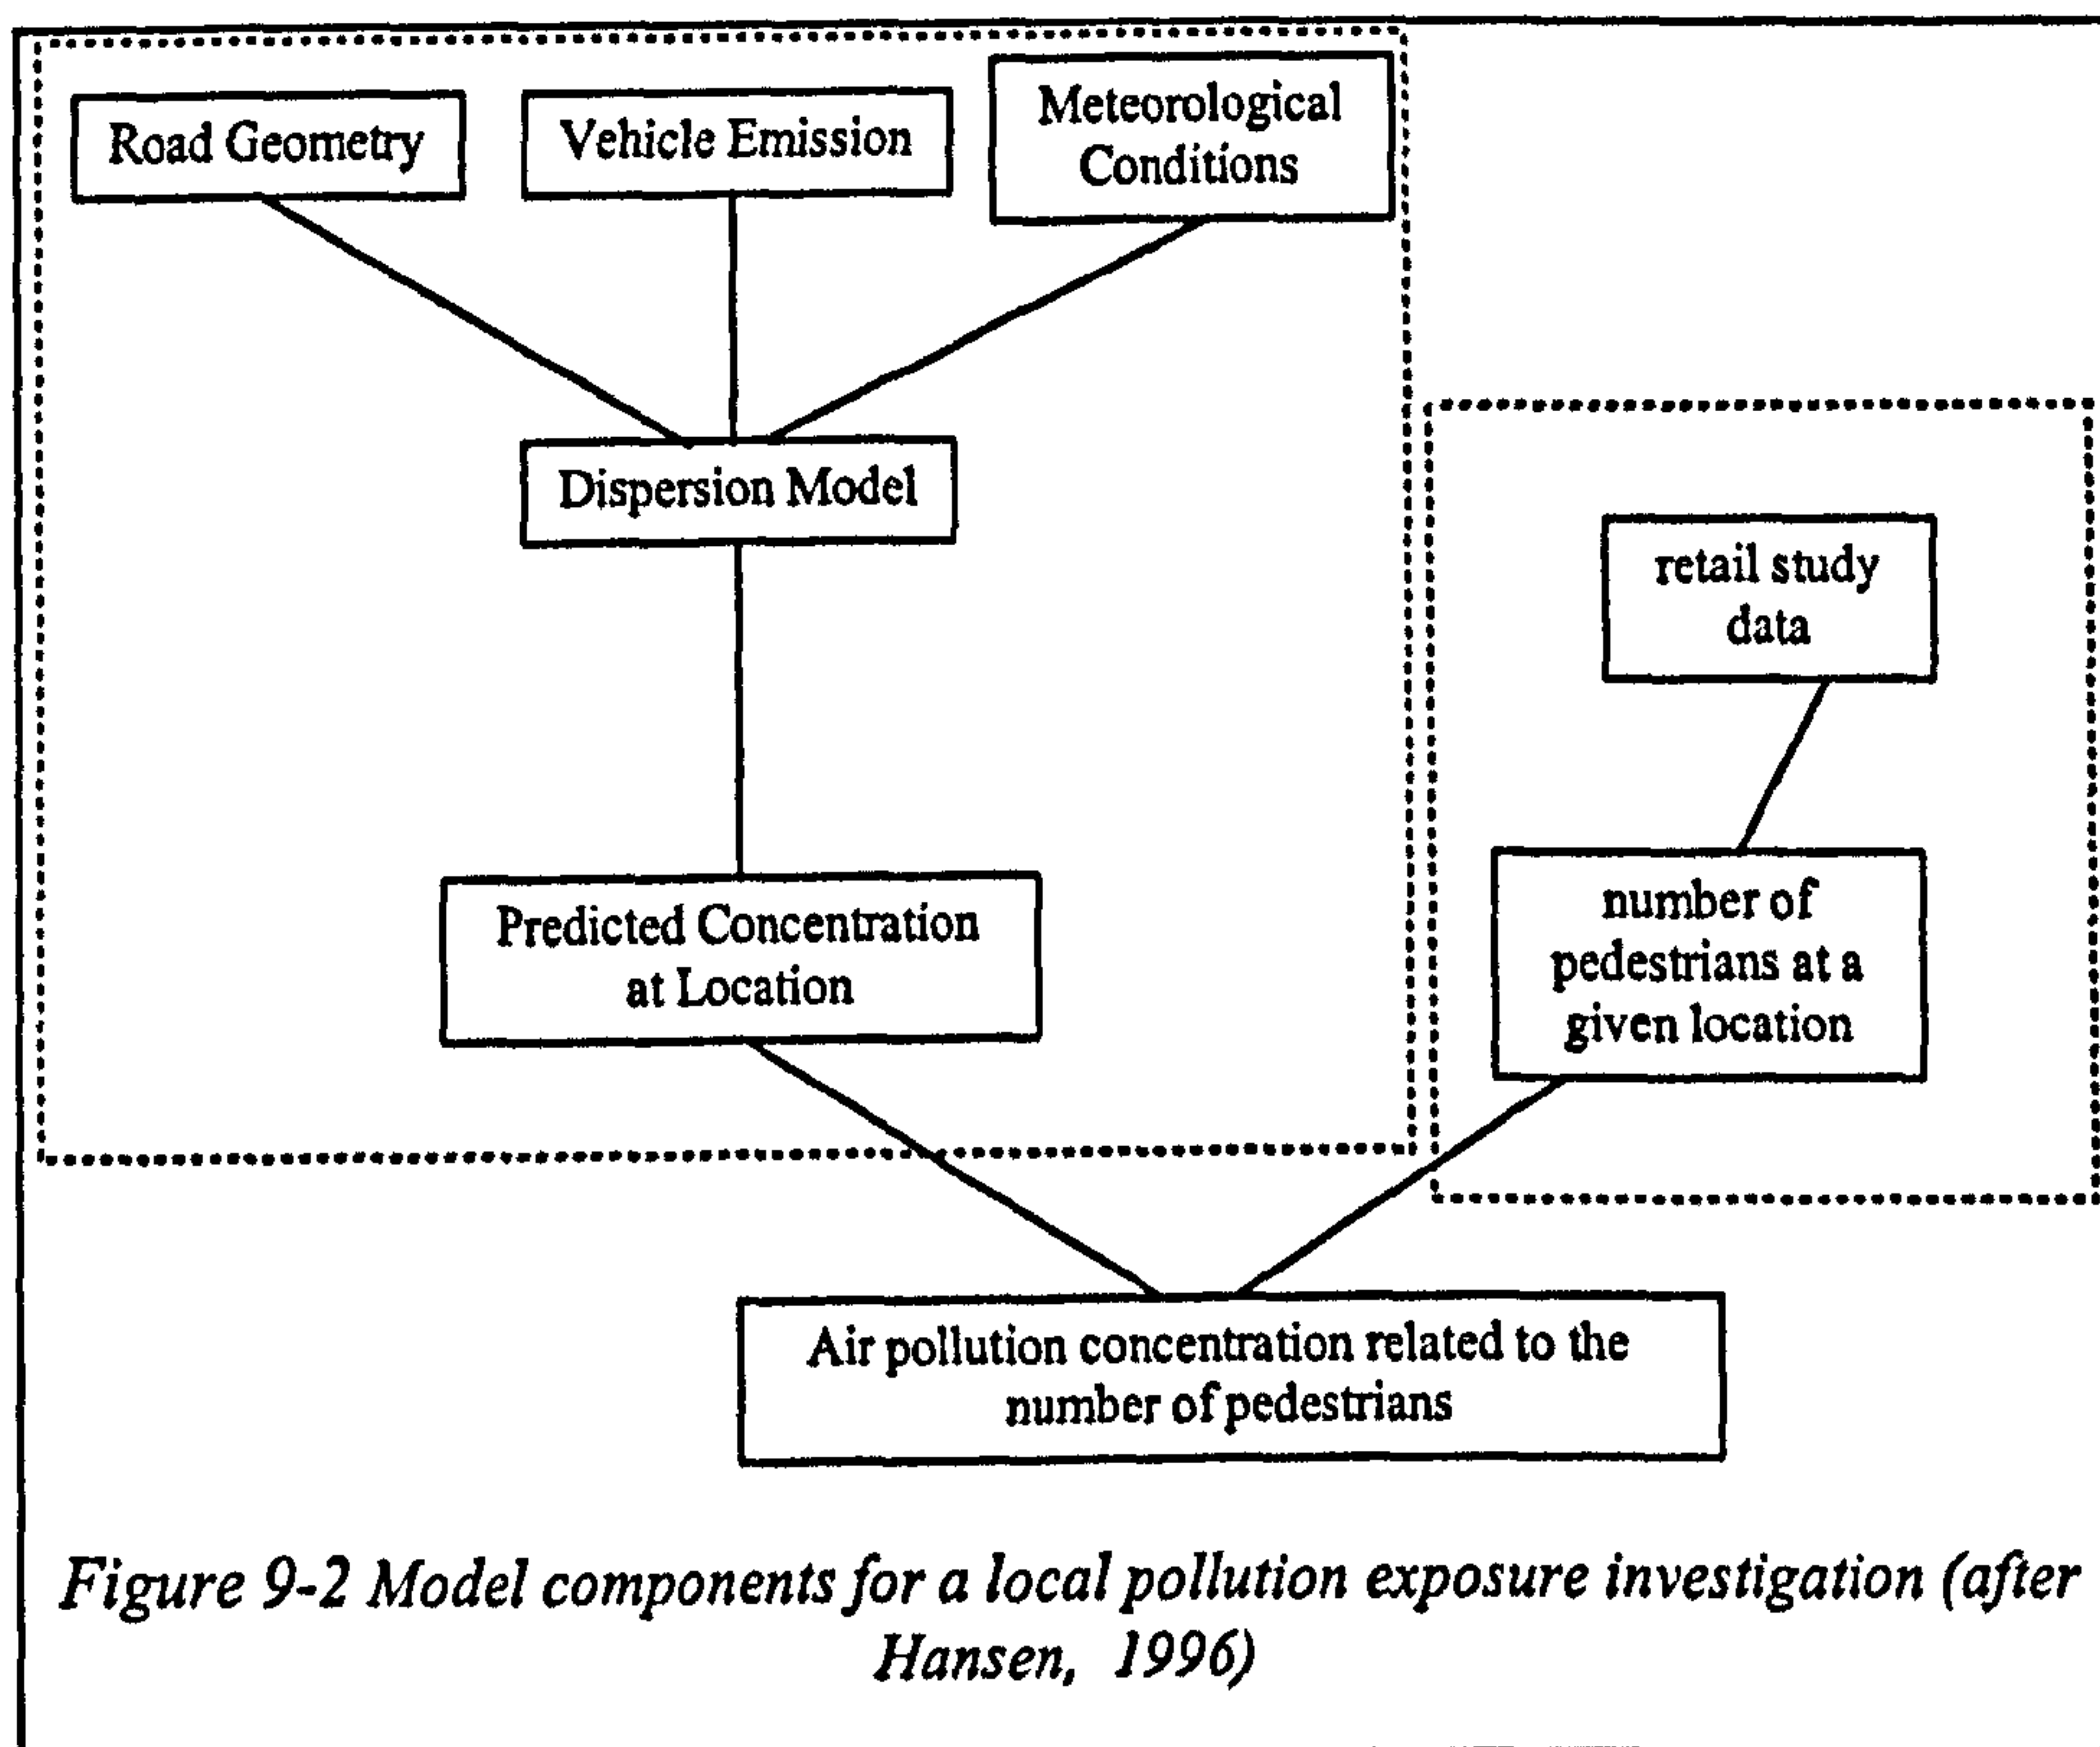 Road Geometry
Vehicle Emission
Meteorological
Conditions
Dispersion Model
retail study
data
Predicted Concentration
at Location
number of
pedestrians at a
given location
Air pollution concentration related to the
number of pedestrians
Figure 9-2 Model components for a local pollution exposure investigation (after
Hansen, 1996)